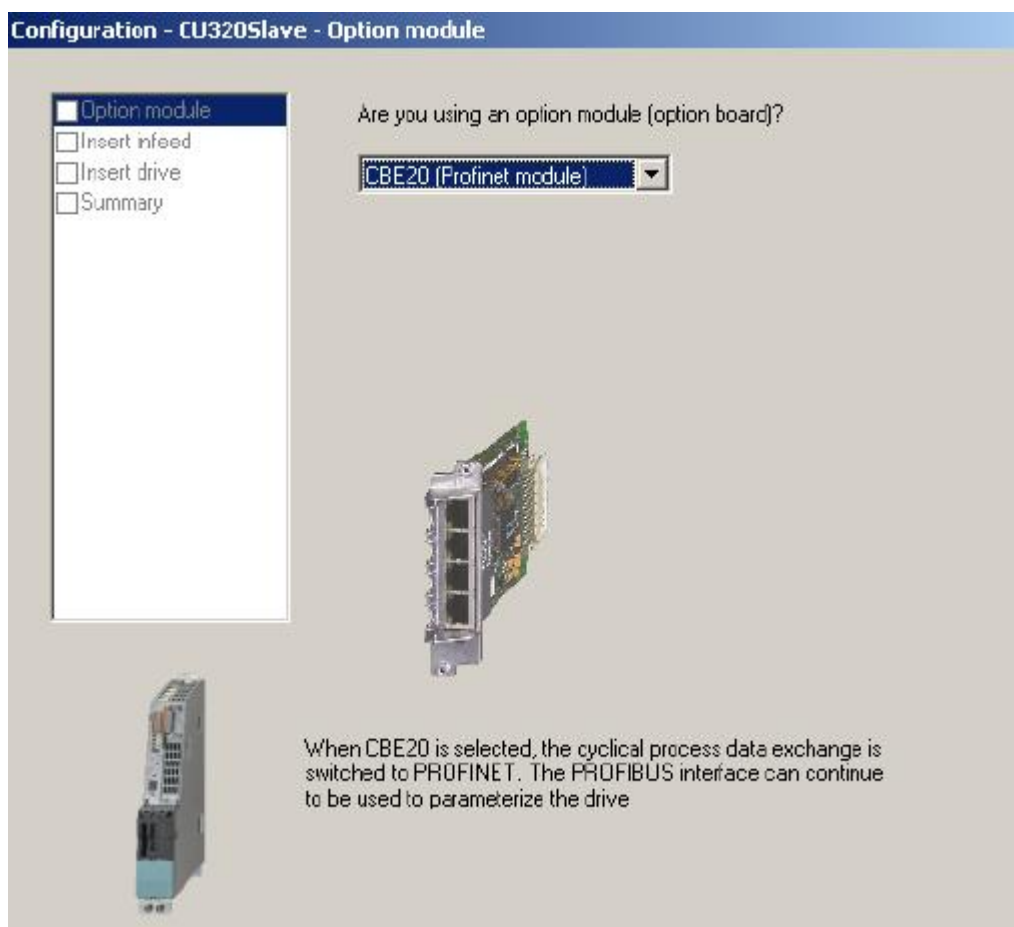 Configuration - CU320Slave - Option module
Option module
Insert infeed
Insert drive
Summary
Are you using an option module (option board)?
CBE20 (Profinet module)
When CBE20 is selected, the cyclical process data exchange is
switched to PROFINET. The PROFIBUS interface can continue
to be used to parameterize the drive